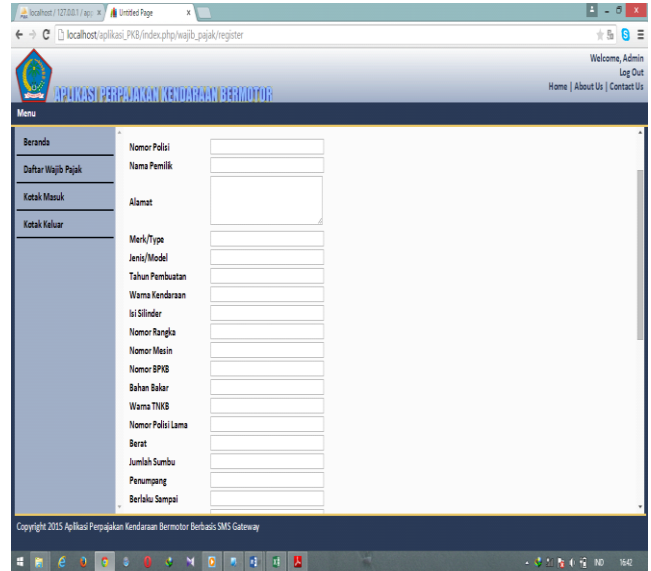 localhost / 127.0.0.1 / app
Untitled Page
localhost/aplikasi_PKB/index.php/wajib_pajak/register
Welcome, Admin
Log Out
Home | About Us | Contact Us
APLIKASI PERPAJAKAN KENDARAAN BERMOTOR
Menu
Beranda
Daftar Wajib Pajak
Kotak Masuk
Kotak Keluar
Nomor Polisi
Nama Pemilik
Alamat
Merk/Type
Jenis/Model
Tahun Pembuatan
Warna Kendaraan
Isi Silinder
Nomor Rangka
Nomor Mesin
Nomor BPKB
Bahan Bakar
Warna TNKB
Nomor Polisi Lama
Berat
Jumlah Sumbu
Penumpang
Berlaku Sampai
Copyright 2015 Aplikasi Perpajakan Kendaraan Bermotor Berbasis SMS Gateway
IND
16:42